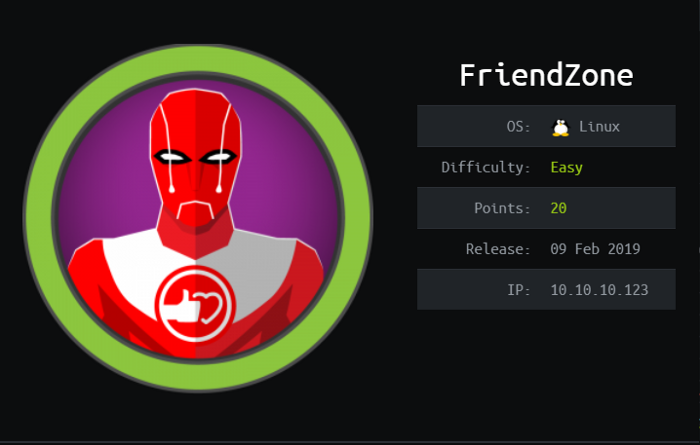 FriendZone
OS: Linux
Difficulty: Easy
Points: 20
Release: 09 Feb 2019
IP: 10.10.10.123